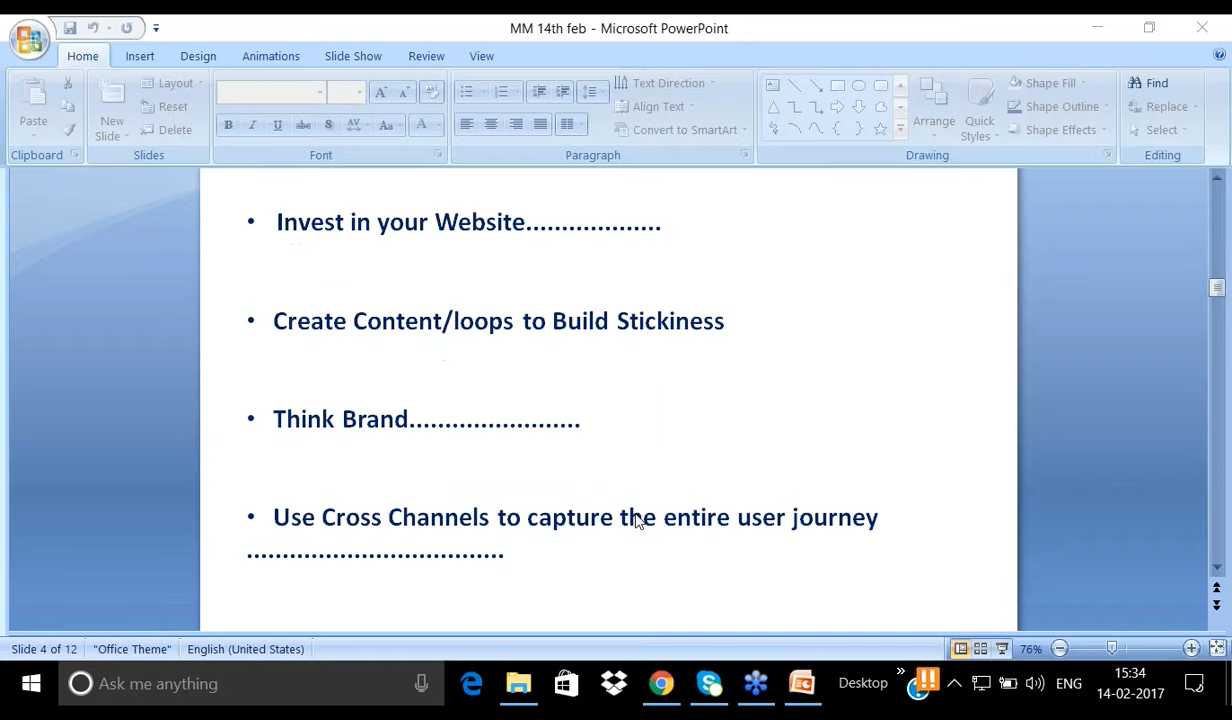 MM 14th feb - Microsoft PowerPoint
Home Insert Design Animations Slide Show Review View
Paste
New Slide
Layout
Reset
Delete
B I U abc S AV Aa A
Text Direction
Align Text
Convert to SmartArt
Arrange
Quick Styles
Shape Fill
Shape Outline
Shape Effects
Find
Replace
Select
Clipboard Slides Font Paragraph Drawing Editing
• Invest in your Website...................
• Create Content/loops to Build Stickiness
• Think Brand........................
• Use Cross Channels to capture the entire user journey
....................................
Slide 4 of 12 "Office Theme" English (United States) 76%
Ask me anything
Desktop
ENG
15:34
14-02-2017